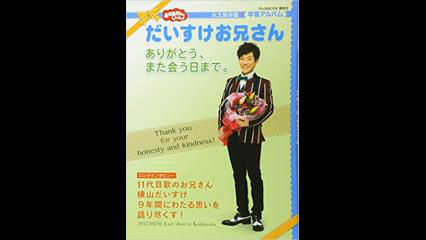 おかあさんといっしょ
永久保存版 卒業アルバム
だいすけお兄さん
ありがとう、
また会う日まで。
Thank you
for your
honesty and kindness!
ロングインタビュー
11代目歌のお兄さん
横山だいすけ
9年間にわたる思いを
語り尽くす!
2017/02/01 Last shot in Kodansha